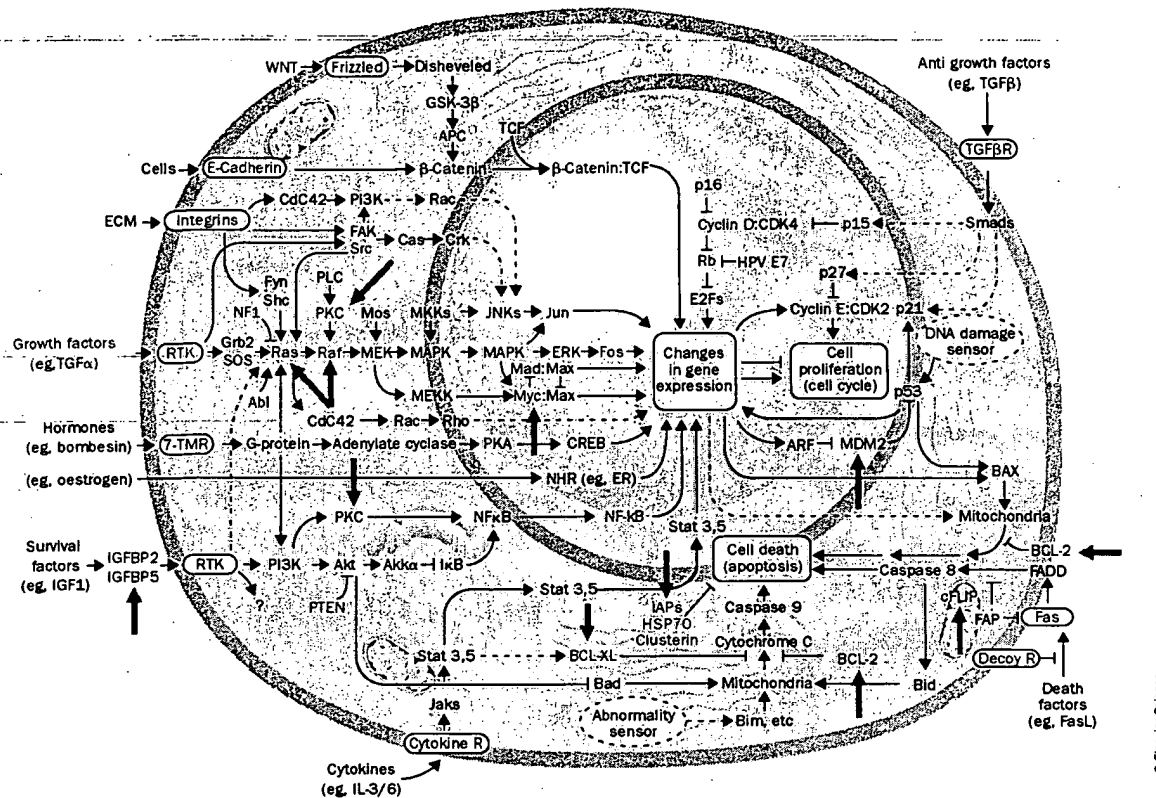 WNT Frizzled Disheveled
Anti growth factors
(eg, TGFβ)
GSK-3β
APC
TCF
TGFβR
Cells E-Cadherin β-Catenin β-Catenin:TCF
p16
CdC42 PI3K Rac
ECM Integrins
Cyclin D:CDK4 p15 Smads
FAK
Src
Cas Crk
Rb HPV E7
Fyn
Shc
PLC
p27
E2Fs
NF1 PKC Mos MKKs JNKs Jun
Cyclin E:CDK2 p21
DNA damage
sensor
Growth factors
(eg, TGFα)
RTK
Grb2
SOS
Ras Raf MEK MAPK MAPK ERK Fos
Mad:Max
Changes
in gene
expression
Cell
proliferation
(cell cycle)
p53
Abl MEKK Myc:Max
CdC42 Rac Rho
Hormones
(eg, bombesin)
7-TMR G-protein Adenylate cyclase PKA CREB
ARF MDM2
(eg, oestrogen) NHR (eg, ER)
BAX
PKC NFκB NF-kB
Stat 3,5
Mitochondria
Survival
factors
(eg, IGF1)
IGFBP2
IGFBP5
RTK PI3K Akt Akkα IκB
Cell death
(apoptosis)
BCL-2
Caspase 8 FADD
?
PTEN
Stat 3,5
IAPs
HSP70
Clusterin
Caspase 9
cFLIP
FAP Fas
Cytochrome C
Stat 3,5 BCL-XL BCL-2
Decoy R
Bad Mitochondria Bid
Jaks
Death
factors
(eg, FasL)
Abnormality
sensor
Bim, etc
Cytokine R
Cytokines
(eg, IL-3/6)